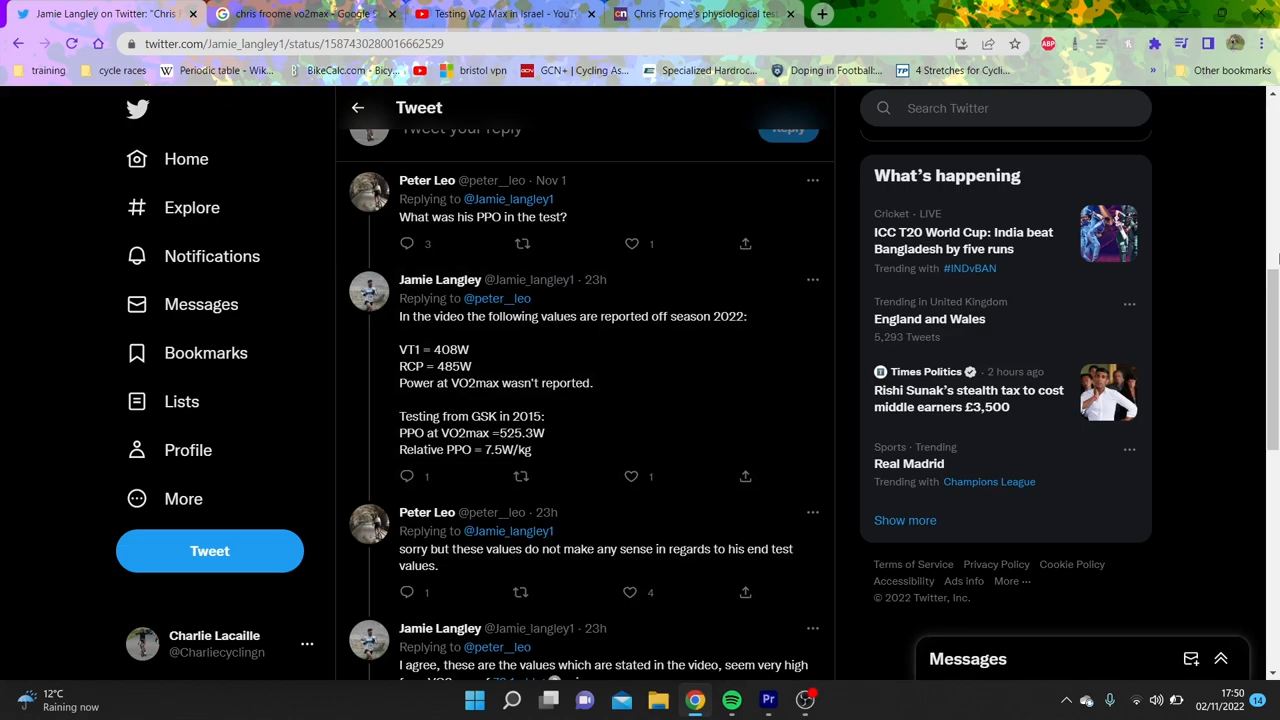 Jamie Langley on Twitter: "Chris
chris froome vo2max - Google S
Testing Vo2 Max in Israel - YouT
cn
Chris Froome's physiological test
twitter.com/Jamie_langley1/status/1587430280016662529
ABP
training
cycle races
W
Periodic table - Wik...
BikeCalc.com - Bicy...
bristol vpn
GCN
GCN+ | Cycling As...
Specialized Hardroc...
Doping in Football:...
TP
4 Stretches for Cycli...
»
Other bookmarks
Home
Explore
Notifications
Messages
Bookmarks
Lists
Profile
More
Tweet
Charlie Lacaille
@Charliecyclingn
Tweet
Tweet your reply
Reply
Peter Leo @peter__leo · Nov 1
Replying to @Jamie_langley1
What was his PPO in the test?
3
1
Jamie Langley @Jamie_langley1 · 23h
Replying to @peter__leo
In the video the following values are reported off season 2022:
VT1 = 408W
RCP = 485W
Power at VO2max wasn't reported.
Testing from GSK in 2015:
PPO at VO2max =525.3W
Relative PPO = 7.5W/kg
1
1
Peter Leo @peter__leo · 23h
Replying to @Jamie_langley1
sorry but these values do not make any sense in regards to his end test
values.
1
4
Jamie Langley @Jamie_langley1 · 23h
Replying to @peter__leo
I agree, these are the values which are stated in the video, seem very high
Search Twitter
What's happening
Cricket · LIVE
ICC T20 World Cup: India beat
Bangladesh by five runs
Trending with #INDvBAN
Trending in United Kingdom
England and Wales
5,293 Tweets
Times Politics · 2 hours ago
Rishi Sunak's stealth tax to cost
middle earners £3,500
Sports · Trending
Real Madrid
Trending with Champions League
Show more
Terms of Service Privacy Policy Cookie Policy
Accessibility Ads info More ···
© 2022 Twitter, Inc.
Messages
12°C
Raining now
Pr
17:50
02/11/2022
14